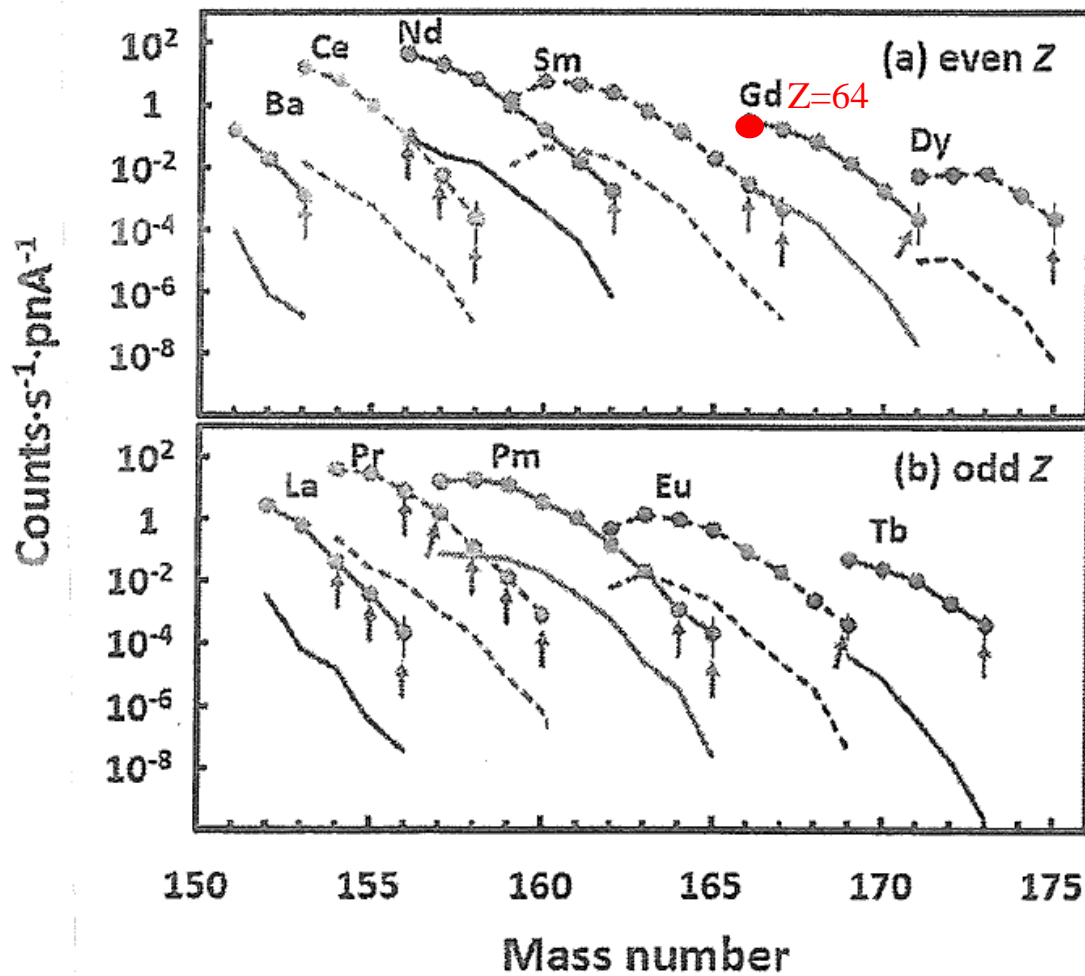 Counts·s⁻¹·pnA⁻¹
10²
1
10⁻²
10⁻⁴
10⁻⁶
10⁻⁸
Ba
Ce
Nd
Sm
Gd Z=64
Dy
(a) even Z
10²
1
10⁻²
10⁻⁴
10⁻⁶
10⁻⁸
La
Pr
Pm
Eu
Tb
(b) odd Z
150 155 160 165 170 175
Mass number